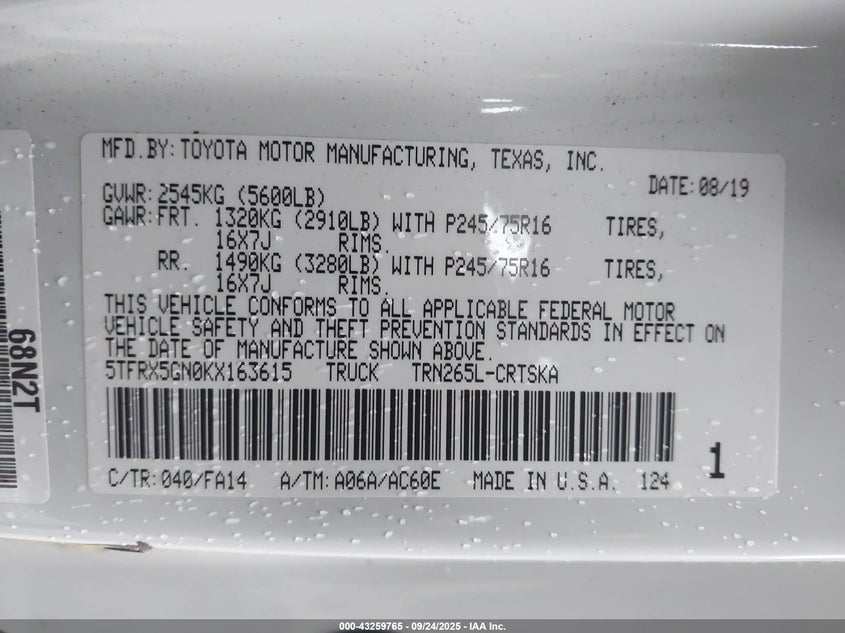 MFD.BY:TOYOTA MOTOR MANUFACTURING, TEXAS, INC.
DATE:08/19
GVWR:2545KG (5600LB)
GAWR:FRT. 1320KG (2910LB) WITH P245/75R16 TIRES,
16X7J RIMS.
RR. 1490KG (3280LB) WITH P245/75R16 TIRES,
16X7J RIMS.
THIS VEHICLE CONFORMS TO ALL APPLICABLE FEDERAL MOTOR
VEHICLE SAFETY AND THEFT PREVENTION STANDARDS IN EFFECT ON
THE DATE OF MANUFACTURE SHOWN ABOVE.
5TFRX5GN0KX163615 TRUCK TRN265L-CRTSKA
C/TR:040/FA14 A/TM:A06A/AC60E MADE IN U.S.A. 124
1
68N2T
000-43259765 - 09/24/2025 - IAA Inc.